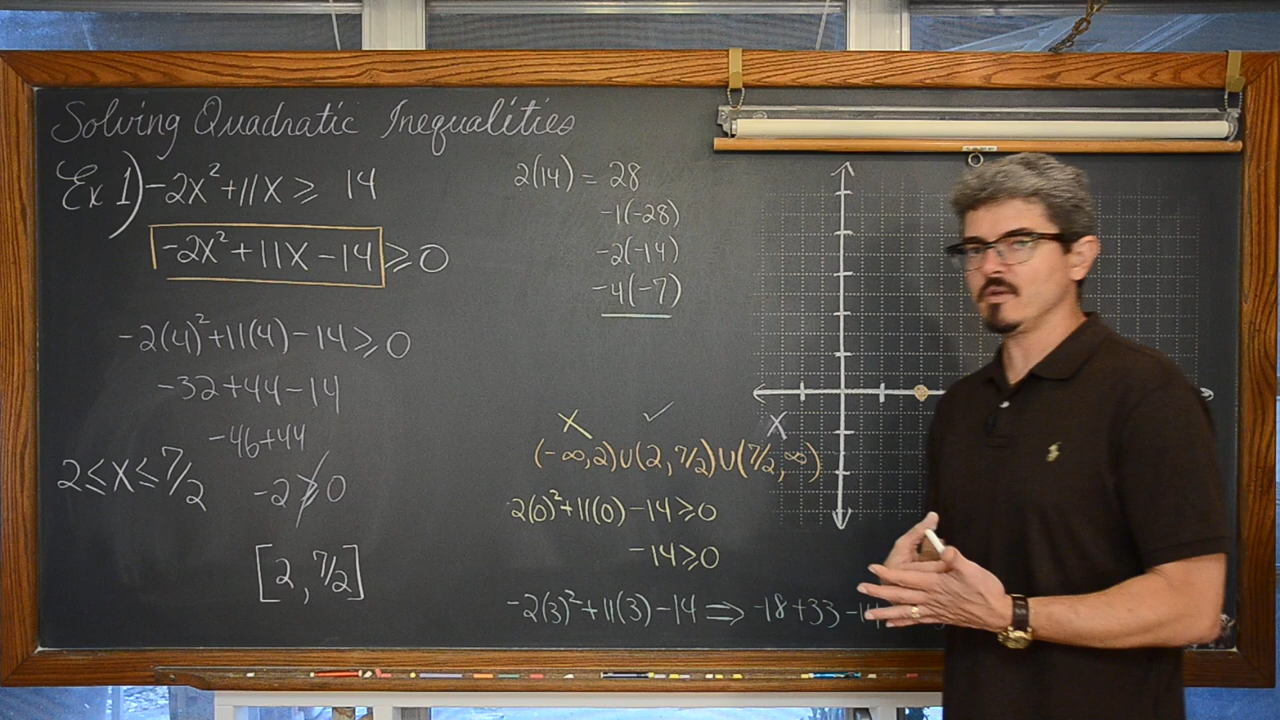 Solving Quadratic Inequalities
Ex 1) -2x²+11x ≥ 14
-2x²+11x-14 ≥ 0
-2(4)²+11(4)-14 ≥ 0
-32+44-14
-46+44
-2 ≱ 0
2 ≤ x ≤ 7/2
[2, 7/2]
2(14) = 28
-1(-28)
-2(-14)
-4(-7)
X ✓ X
(-∞,2)∪(2, 7/2)∪(7/2, ∞)
2(0)²+11(0)-14 ≥ 0
-14 ≥ 0
-2(3)²+11(3)-14 ⇒ -18+33-14